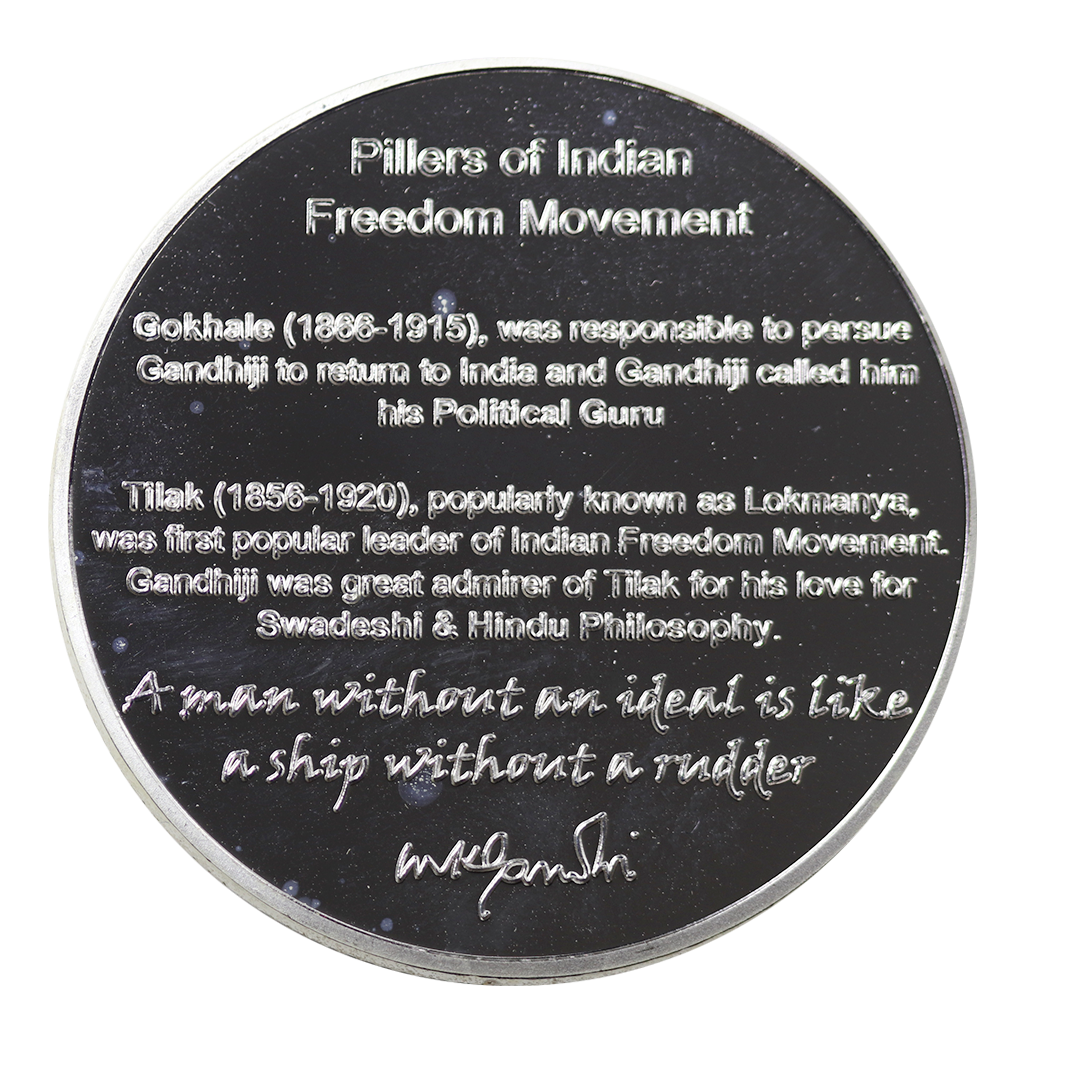 Pillers of Indian
Freedom Movement
Gokhale (1866-1915), was responsible to persue
Gandhiji to return to India and Gandhiji called him
his Political Guru
Tilak (1856-1920), popularly known as Lokmanya,
was first popular leader of Indian Freedom Movement.
Gandhiji was great admirer of Tilak for his love for
Swadeshi & Hindu Philosophy.
A man without an ideal is like
a ship without a rudder
MKGandhi